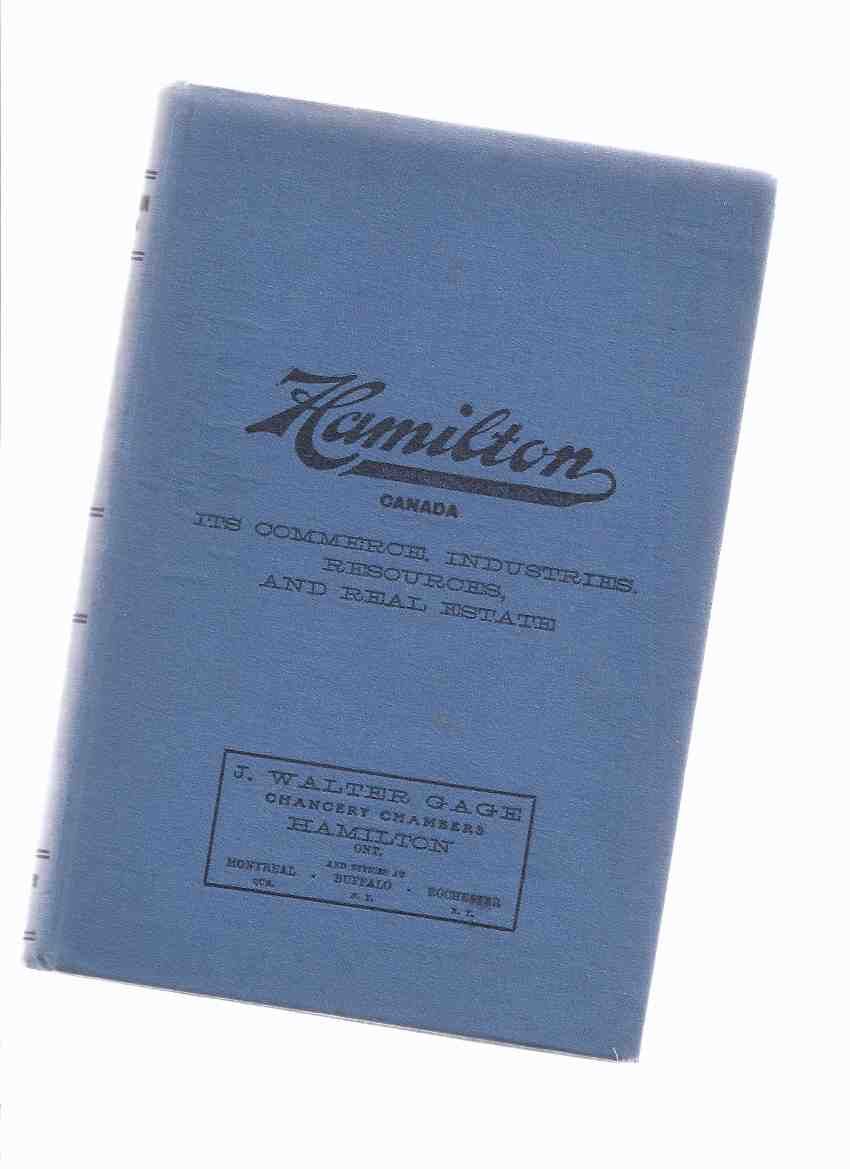 Hamilton
CANADA
ITS COMMERCE, INDUSTRIES,
RESOURCES,
AND REAL ESTATE
J. WALTER GAGE
CHANCERY CHAMBERS
HAMILTON
ONT.
AND OFFICES AT
MONTREAL . BUFFALO . ROCHESTER
QUE. N. Y. N. Y.